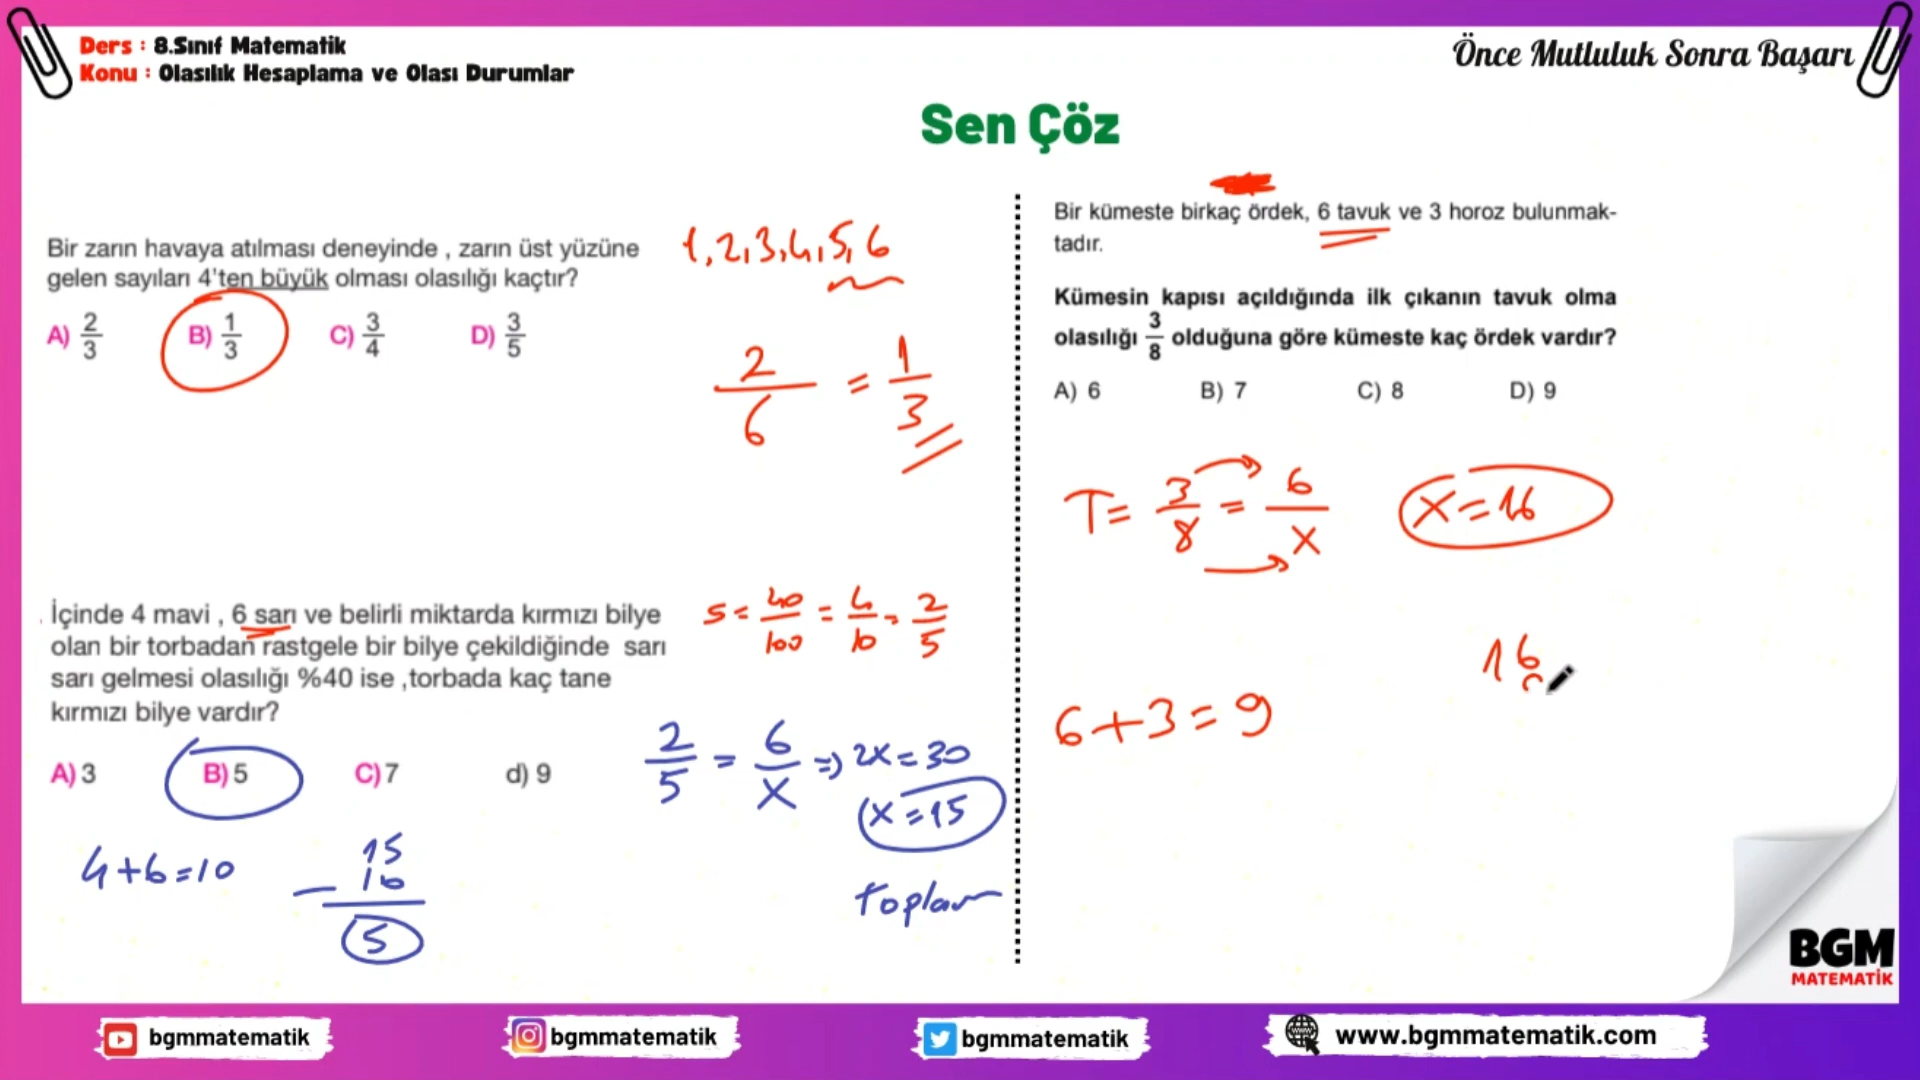 Ders : 8.Sınıf Matematik
Konu : Olasılık Hesaplama ve Olası Durumlar
Önce Mutluluk Sonra Başarı
Sen Çöz
Bir zarın havaya atılması deneyinde , zarın üst yüzüne
gelen sayıları 4'ten büyük olması olasılığı kaçtır?
A) 2/3 B) 1/3 C) 3/4 D) 3/5
1,2,3,4,5,6
2/6 = 1/3
İçinde 4 mavi , 6 sarı ve belirli miktarda kırmızı bilye
olan bir torbadan rastgele bir bilye çekildiğinde sarı
sarı gelmesi olasılığı %40 ise ,torbada kaç tane
kırmızı bilye vardır?
A) 3 B) 5 C) 7 d) 9
S = 40/100 = 4/10 = 2/5
2/5 = 6/x => 2x = 30
x = 15
Toplam
4+6=10
15
- 10
5
Bir kümeste birkaç ördek, 6 tavuk ve 3 horoz bulunmak-
tadır.
Kümesin kapısı açıldığında ilk çıkanın tavuk olma
olasılığı 3/8 olduğuna göre kümeste kaç ördek vardır?
A) 6 B) 7 C) 8 D) 9
T = 3/8 = 6/x x = 16
6+3=9
16
BGM
MATEMATİK
bgmmatematik
bgmmatematik
bgmmatematik
www.bgmmatematik.com